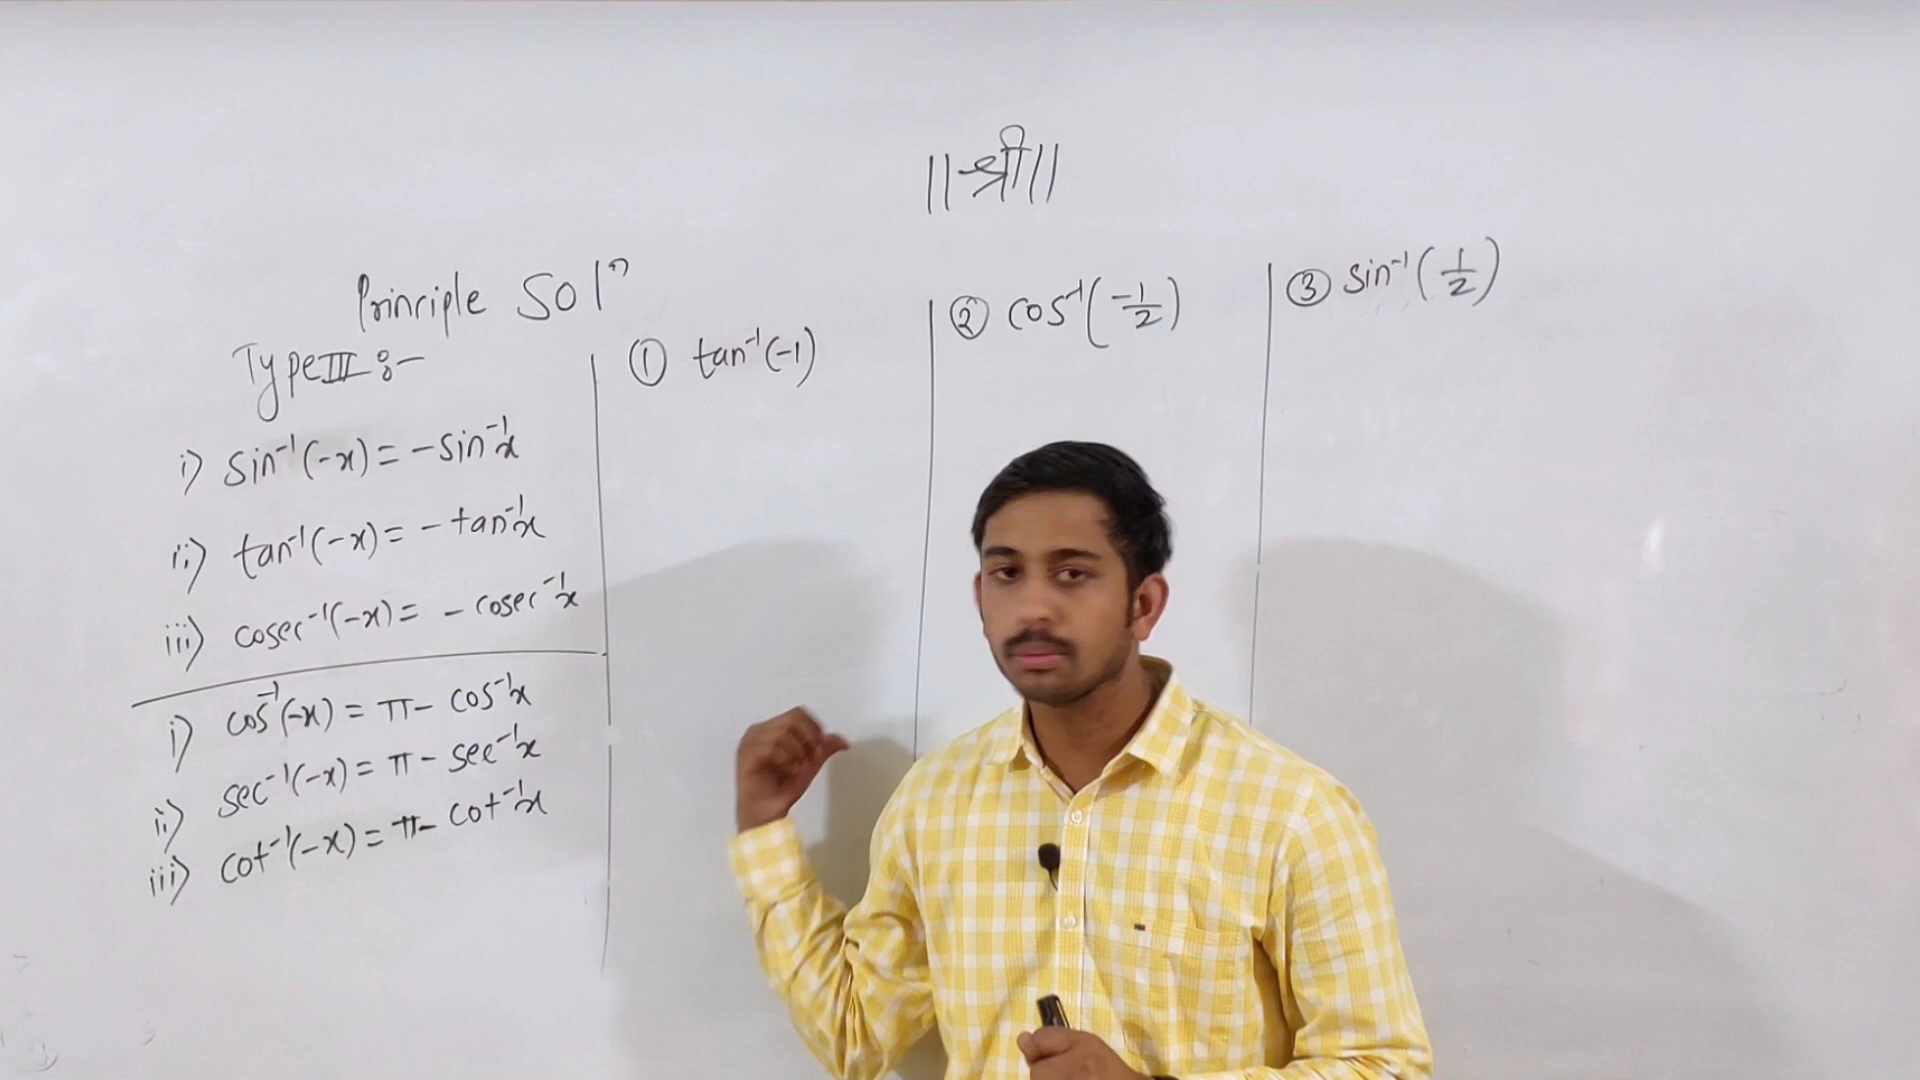 ||श्री||
Principle Solⁿ
Type III :-
i) sin⁻¹(-x) = -sin⁻¹x
ii) tan⁻¹(-x) = - tan⁻¹x
iii) cosec⁻¹(-x) = - cosec⁻¹x
i) cos⁻¹(-x) = π - cos⁻¹x
ii) sec⁻¹(-x) = π - sec⁻¹x
iii) cot⁻¹(-x) = π - cot⁻¹x
① tan⁻¹(-1)
② cos⁻¹(-1/2)
③ sin⁻¹(1/2)